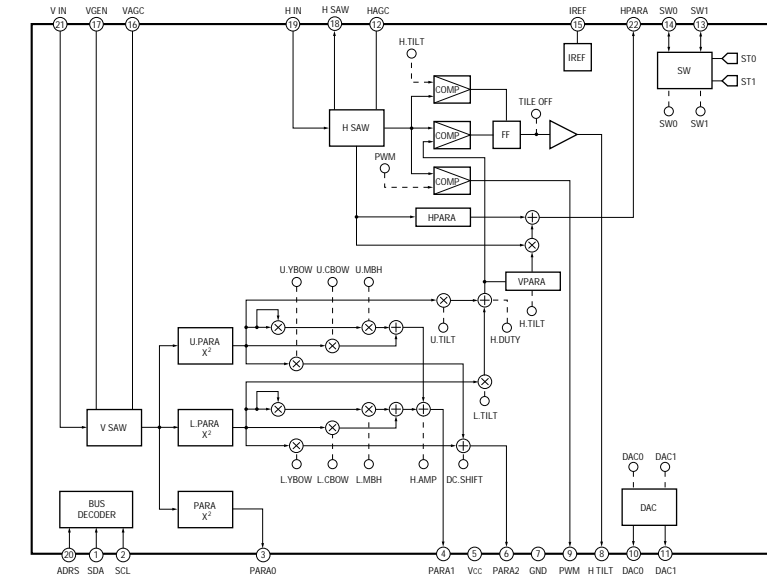 V IN VGEN VAGC H IN H SAW HAGC IREF HPARA SW0 SW1
21 17 16 19 18 12 15 22 14 13
H.TILT
IREF
SW
ST0
ST1
COMP
TILE OFF
SW0 SW1
H SAW
COMP
FF
PWM
COMP
HPARA
VPARA
U.YBOW U.CBOW U.MBH
H.TILT
U.PARA
X²
U.TILT H.DUTY
L.TILT
V SAW
L.PARA
X²
L.YBOW L.CBOW L.MBH H.AMP DC.SHIFT
DAC0 DAC1
BUS
DECODER
PARA
X²
DAC
20 1 2 3 4 5 6 7 9 8 10 11
ADRS SDA SCL PARA0 PARA1 Vcc PARA2 GND PWM H TILT DAC0 DAC1